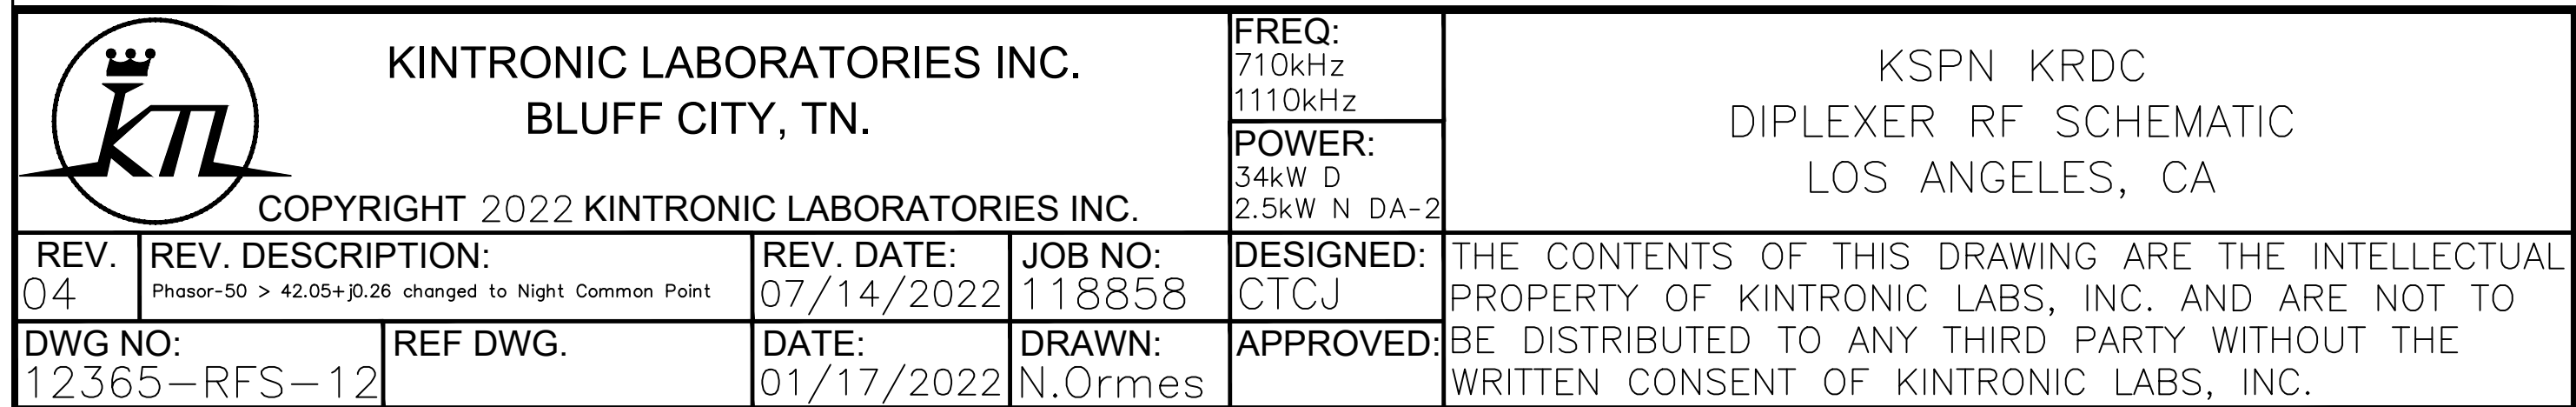 KTL
KINTRONIC LABORATORIES INC.
BLUFF CITY, TN.
COPYRIGHT 2022 KINTRONIC LABORATORIES INC.
FREQ:
710kHz
1110kHz
POWER:
34kW D
2.5kW N DA-2
KSPN KRDC
DIPLEXER RF SCHEMATIC
LOS ANGELES, CA
REV.
04
REV. DESCRIPTION:
Phasor-50 > 42.05+j0.26 changed to Night Common Point
REV. DATE:
07/14/2022
JOB NO:
118858
DESIGNED:
CTCJ
THE CONTENTS OF THIS DRAWING ARE THE INTELLECTUAL
PROPERTY OF KINTRONIC LABS, INC. AND ARE NOT TO
BE DISTRIBUTED TO ANY THIRD PARTY WITHOUT THE
WRITTEN CONSENT OF KINTRONIC LABS, INC.
DWG NO:
12365-RFS-12
REF DWG.
DATE:
01/17/2022
DRAWN:
N.Ormes
APPROVED: